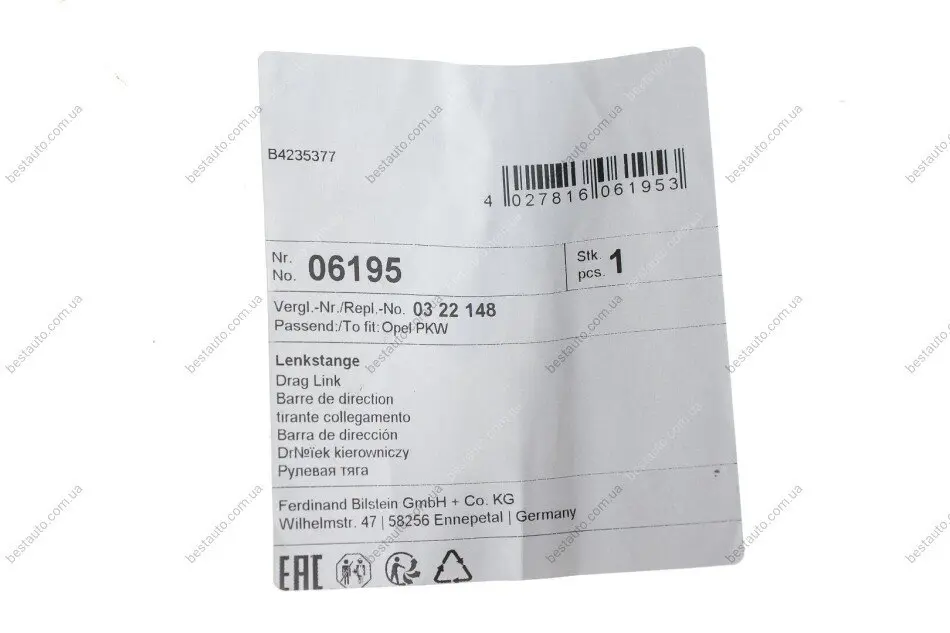 B4235377
4 027816 061953
Nr.
No. 06195
Stk.
pcs. 1
Vergl.-Nr./Repl.-No. 03 22 148
Passend:/To fit: Opel PKW
Lenkstange
Drag Link
Barre de direction
tirante collegamento
Barra de dirección
Dr№iek kierowniczy
Рулевая тяга
Ferdinand Bilstein GmbH + Co. KG
Wilhelmstr. 47 | 58256 Ennepetal | Germany
EAC
bestauto.com.ua